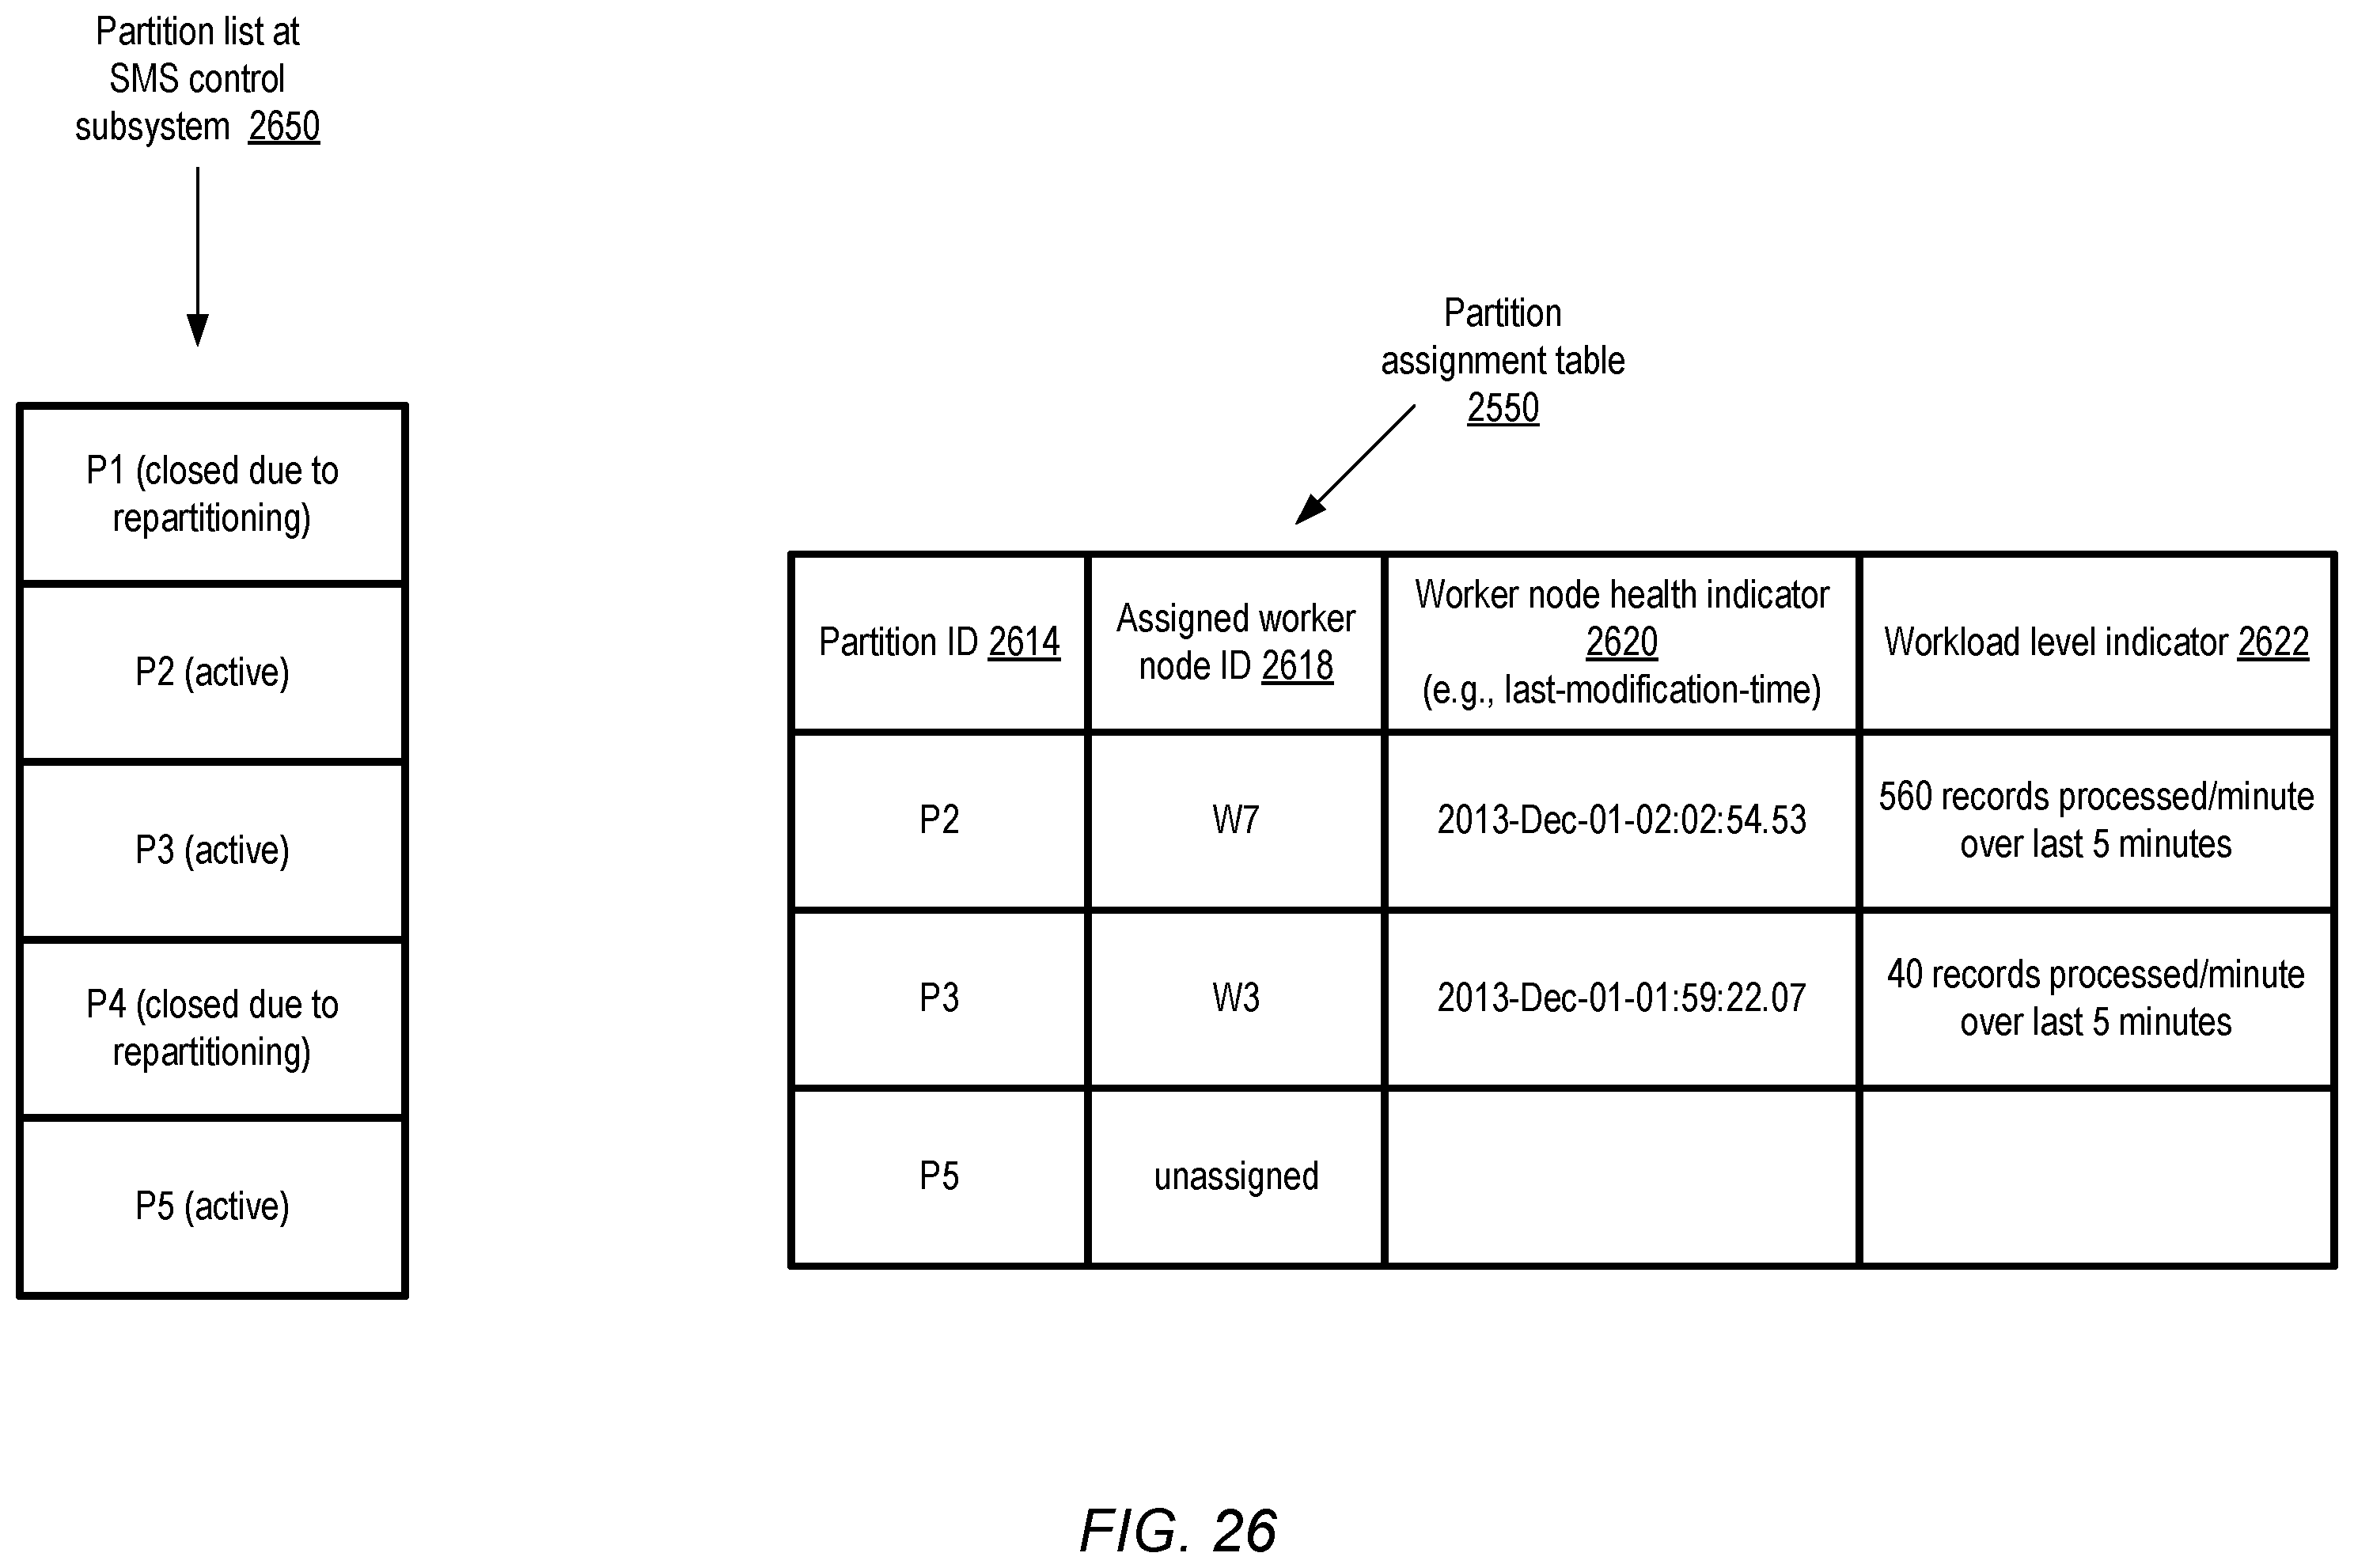 Partition list at
SMS control
subsystem 2650
P1 (closed due to
repartitioning)
P2 (active)
P3 (active)
P4 (closed due to
repartitioning)
P5 (active)
Partition
assignment table
2550
Partition ID 2614
Assigned worker
node ID 2618
Worker node health indicator
2620
(e.g., last-modification-time)
Workload level indicator 2622
P2
W7
2013-Dec-01-02:02:54.53
560 records processed/minute
over last 5 minutes
P3
W3
2013-Dec-01-01:59:22.07
40 records processed/minute
over last 5 minutes
P5
unassigned
FIG. 26